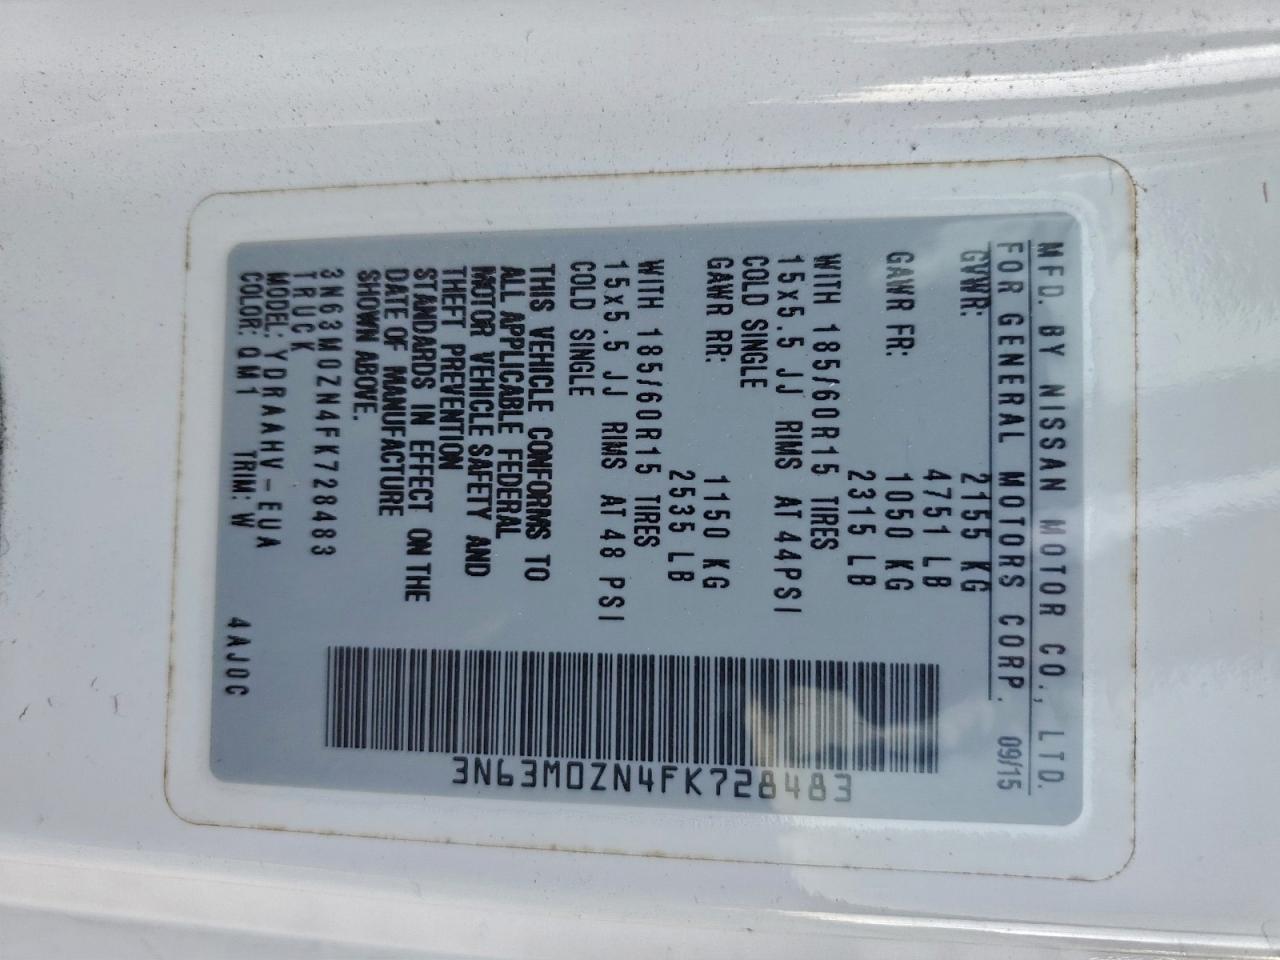 MFD. BY NISSAN MOTOR CO., LTD.
FOR GENERAL MOTORS CORP. 09/15
GVWR: 2155 KG
4751 LB
GAWR FR: 1050 KG
2315 LB
WITH 185/60R15 TIRES
15x5.5 JJ RIMS AT 44PSI
COLD SINGLE
GAWR RR: 1150 KG
2535 LB
WITH 185/60R15 TIRES
15x5.5 JJ RIMS AT 48 PSI
COLD SINGLE
THIS VEHICLE CONFORMS TO
ALL APPLICABLE FEDERAL
MOTOR VEHICLE SAFETY AND
THEFT PREVENTION
STANDARDS IN EFFECT ON THE
DATE OF MANUFACTURE
SHOWN ABOVE.
3N63M0ZN4FK728483
TRUCK
MODEL: YDRAAHV-EUA
COLOR: QM1 TRIM: W 4AJ0C
3N63M0ZN4FK728483